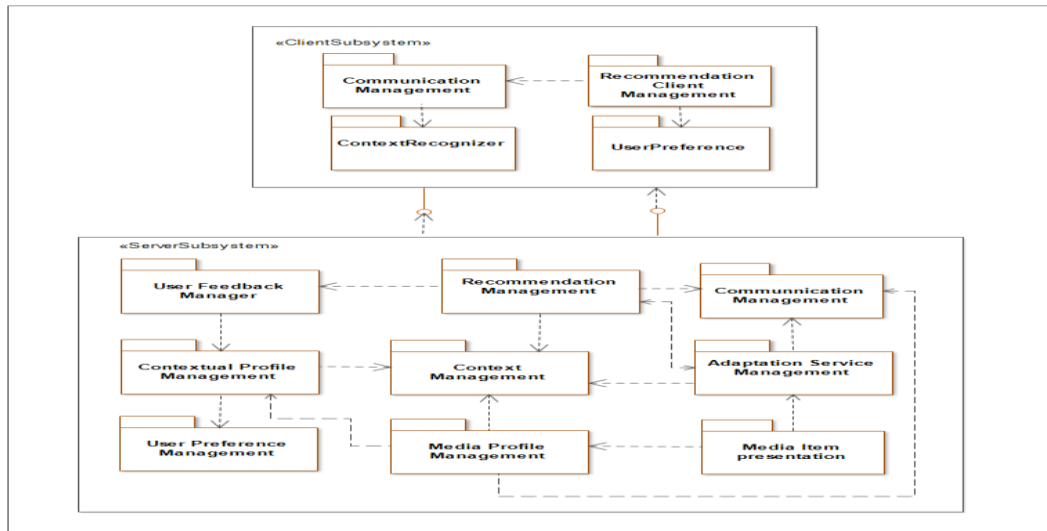 «ClientSubsystem»
Communication
Management
Recommendation
Client
Management
ContextRecognizer
UserPreference
«ServerSubsystem»
User Feedback
Manager
Recommendation
Management
Communnication
Management
Contextual Profile
Management
Context
Management
Adaptation Service
Management
User Preference
Management
Media Profile
Management
Media Item
presentation